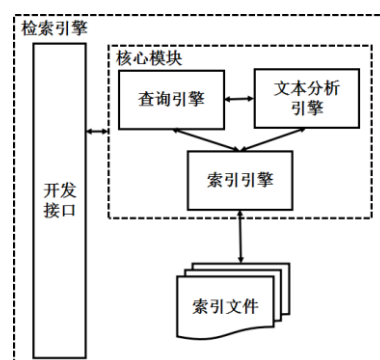 检索引擎
核心模块
查询引擎
文本分析
引擎
索引引擎
开发
接口
索引文件